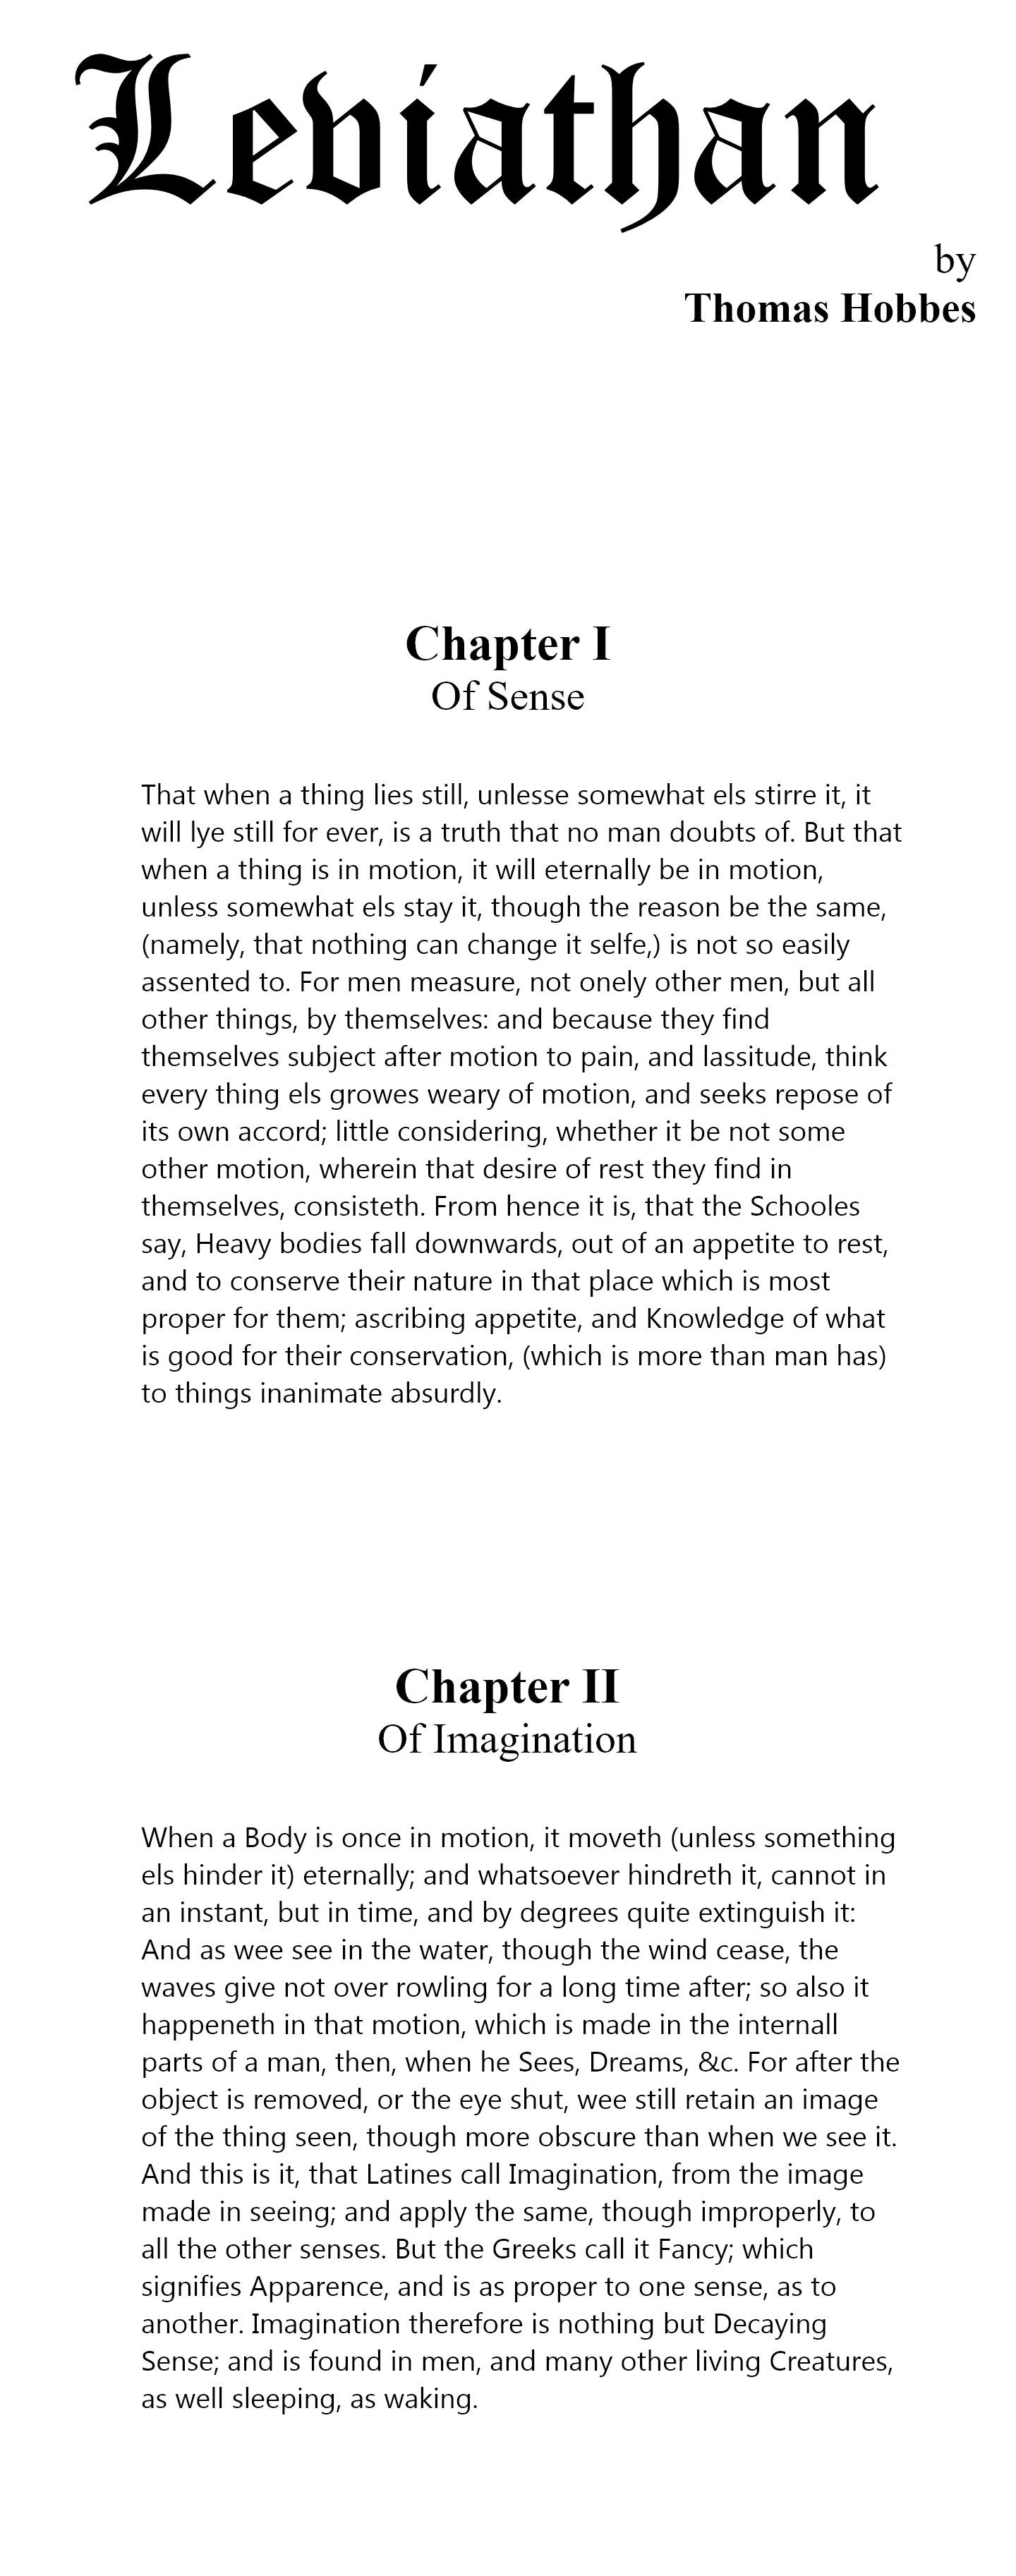 Leviathan
by
Thomas Hobbes
Chapter I
Of Sense
That when a thing lies still, unlesse somewhat els stirre it, it
will lye still for ever, is a truth that no man doubts of. But that
when a thing is in motion, it will eternally be in motion,
unless somewhat els stay it, though the reason be the same,
(namely, that nothing can change it selfe,) is not so easily
assented to. For men measure, not onely other men, but all
other things, by themselves: and because they find
themselves subject after motion to pain, and lassitude, think
every thing els growes weary of motion, and seeks repose of
its own accord; little considering, whether it be not some
other motion, wherein that desire of rest they find in
themselves, consisteth. From hence it is, that the Schooles
say, Heavy bodies fall downwards, out of an appetite to rest,
and to conserve their nature in that place which is most
proper for them; ascribing appetite, and Knowledge of what
is good for their conservation, (which is more than man has)
to things inanimate absurdly.
Chapter II
Of Imagination
When a Body is once in motion, it moveth (unless something
els hinder it) eternally; and whatsoever hindreth it, cannot in
an instant, but in time, and by degrees quite extinguish it:
And as wee see in the water, though the wind cease, the
waves give not over rowling for a long time after; so also it
happeneth in that motion, which is made in the internall
parts of a man, then, when he Sees, Dreams, &c. For after the
object is removed, or the eye shut, wee still retain an image
of the thing seen, though more obscure than when we see it.
And this is it, that Latines call Imagination, from the image
made in seeing; and apply the same, though improperly, to
all the other senses. But the Greeks call it Fancy; which
signifies Apparence, and is as proper to one sense, as to
another. Imagination therefore is nothing but Decaying
Sense; and is found in men, and many other living Creatures,
as well sleeping, as waking.